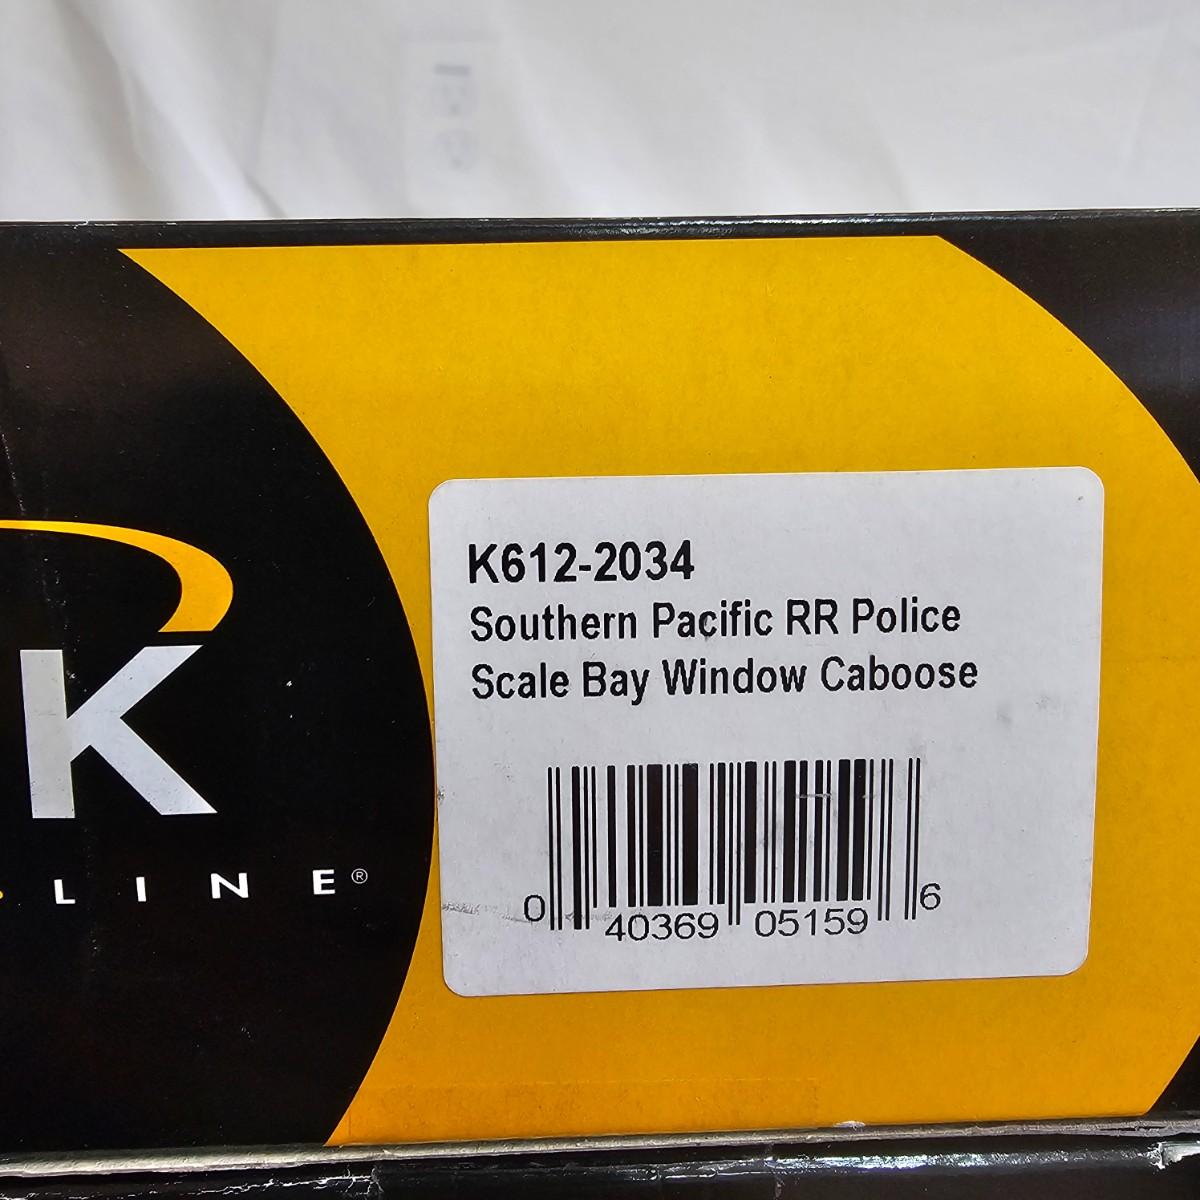 K
LINE®
K612-2034
Southern Pacific RR Police
Scale Bay Window Caboose
0 40369 05159 6